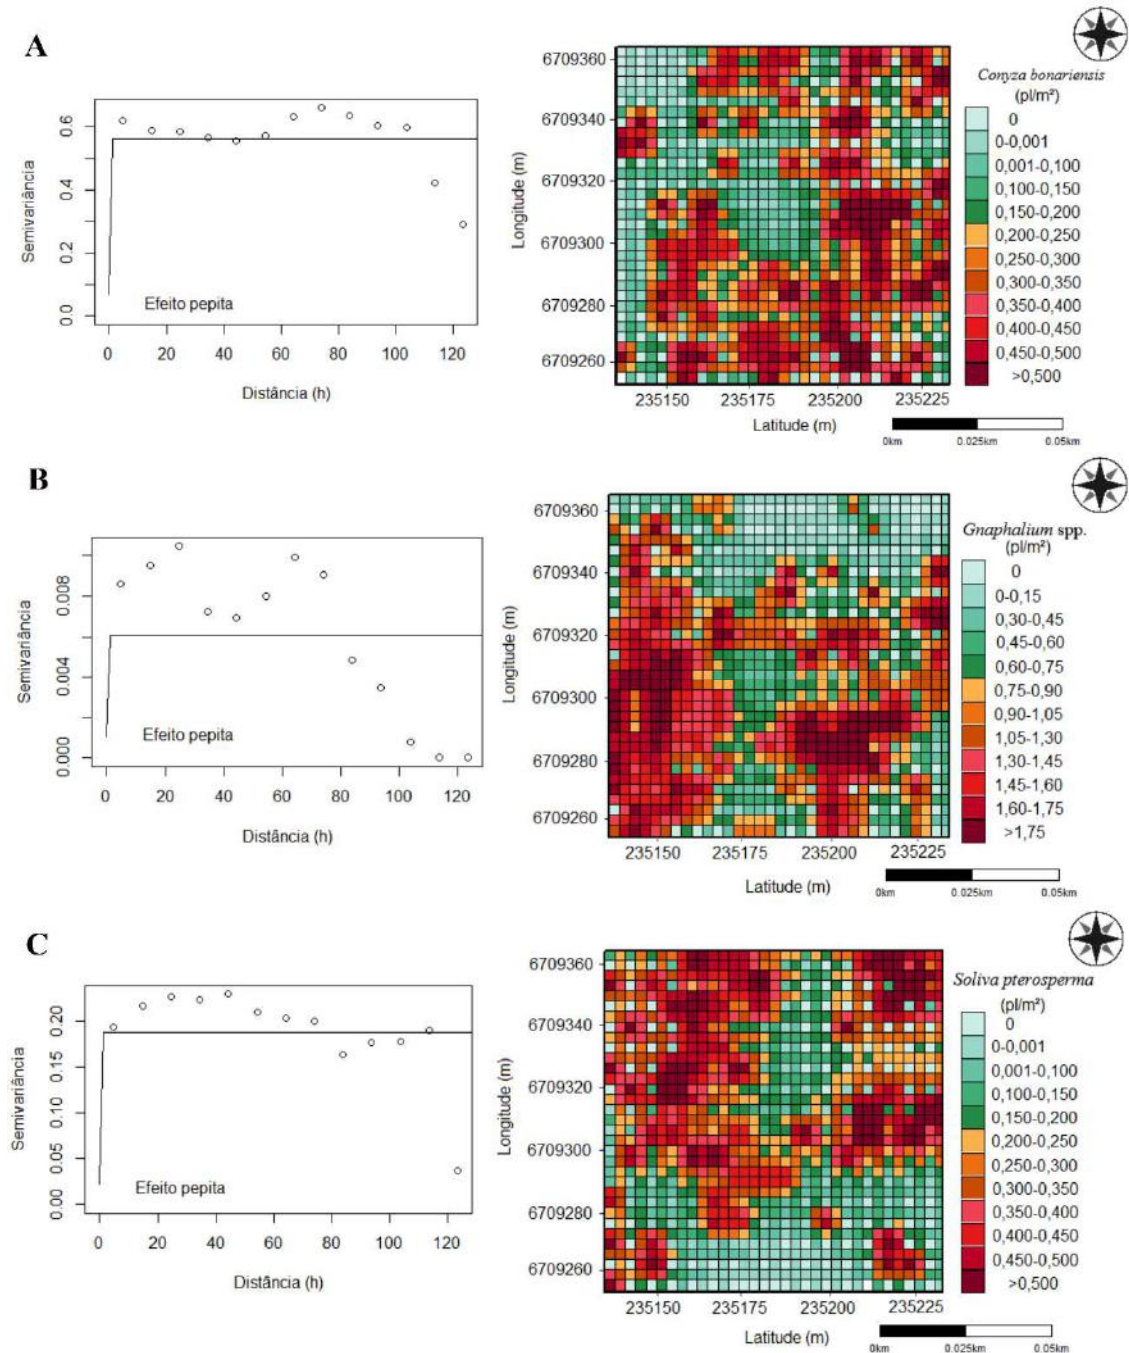 A
Semivariância
0.6
0.4
0.2
0.0
Efeito pepita
0 20 40 60 80 100 120
Distância (h)
Longitude (m)
6709360
6709340
6709320
6709300
6709280
6709260
235150 235175 235200 235225
Latitude (m)
Conyza bonariensis
(pl/m²)
0
0-0,001
0,001-0,100
0,100-0,150
0,150-0,200
0,200-0,250
0,250-0,300
0,300-0,350
0,350-0,400
0,400-0,450
0,450-0,500
>0,500
0km 0.025km 0.05km
B
Semivariância
0.008
0.004
0.000
Efeito pepita
0 20 40 60 80 100 120
Distância (h)
Longitude (m)
6709360
6709340
6709320
6709300
6709280
6709260
235150 235175 235200 235225
Latitude (m)
Gnaphalium spp.
(pl/m²)
0
0-0,15
0,30-0,45
0,45-0,60
0,60-0,75
0,75-0,90
0,90-1,05
1,05-1,30
1,30-1,45
1,45-1,60
1,60-1,75
>1,75
0km 0.025km 0.05km
C
Semivariância
0.20
0.15
0.10
0.05
0.00
Efeito pepita
0 20 40 60 80 100 120
Distância (h)
Longitude (m)
6709360
6709340
6709320
6709300
6709280
6709260
235150 235175 235200 235225
Latitude (m)
Soliva pterosperma
(pl/m²)
0
0-0,001
0,001-0,100
0,100-0,150
0,150-0,200
0,200-0,250
0,250-0,300
0,300-0,350
0,350-0,400
0,400-0,450
0,450-0,500
>0,500
0km 0.025km 0.05km